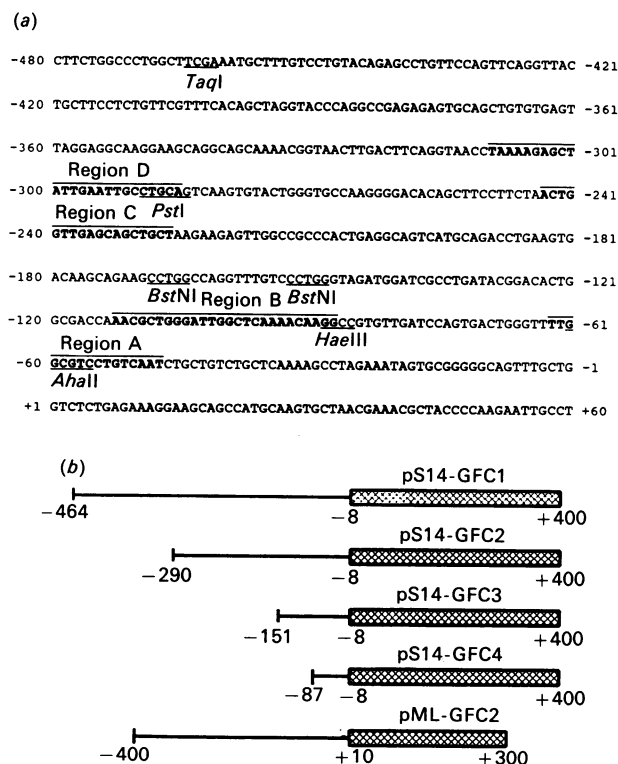 (a)
-480 CTTCTGGCCCTGGCTTCGAAATGCTTTGTCCTGTACAGAGCCTGTTCCAGTTCAGGTTAC -421
TaqI
-420 TGCTTCCTCTGTTCGTTTCACAGCTAGGTACCCAGGCCGAGAGAGTGCAGCTGTGTGAGT -361
-360 TAGGAGGCAAGGAAGCAGGCAGCAAAACGGTAACTTGACTTCAGGTAACCTAAAAGAGCT -301
Region D
-300 ATTGAATTGCCTGCAGTCAAGTGTACTGGGTGCCAAGGGGACACAGCTTCCTTCTAACTG -241
Region C PstI
-240 GTTGAGCAGCTGCTAAGAAGAGTTGGCCGCCCACTGAGGCAGTCATGCAGACCTGAAGTG -181
-180 ACAAGCAGAAGCCTGGCCAGGTTTGTCCCTGGGTAGATGGATCGCCTGATACGGACACTG -121
BstNI Region B BstNI
-120 GCGACCAAACGCTGGGATTGGCTCAAAACAAGGCCGTGTTGATCCAGTGACTGGGTTTTG -61
Region A HaeIII
-60 GCGTCCTGTCAATCTGCTGTCTGCTCAAAAGCCTAGAAATAGTGCGGGGGCAGTTTGCTG -1
AhaII
+1 GTCTCTGAGAAAGGAAGCAGCCATGCAAGTGCTAACGAAACGCTACCCCAAGAATTGCCT +60
(b)
pS14-GFC1
-464 -8 +400
pS14-GFC2
-290 -8 +400
pS14-GFC3
-151 -8 +400
pS14-GFC4
-87 -8 +400
pML-GFC2
-400 +10 +300